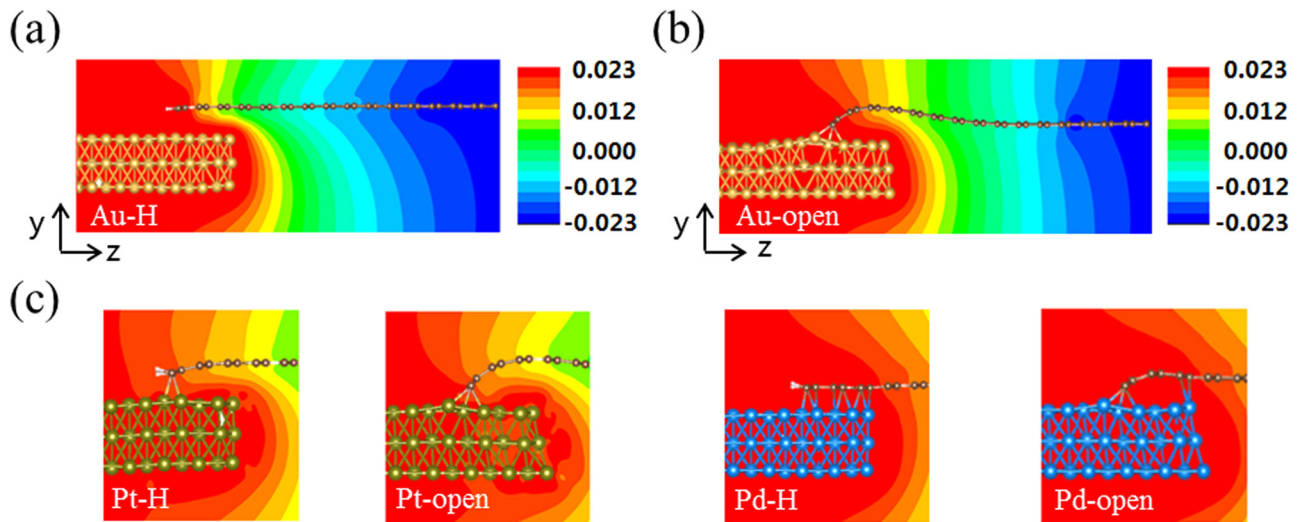 (a)
0.023
0.012
0.000
-0.012
-0.023
Au-H
y
z
(b)
0.023
0.012
0.000
-0.012
-0.023
Au-open
y
z
(c)
Pt-H
Pt-open
Pd-H
Pd-open